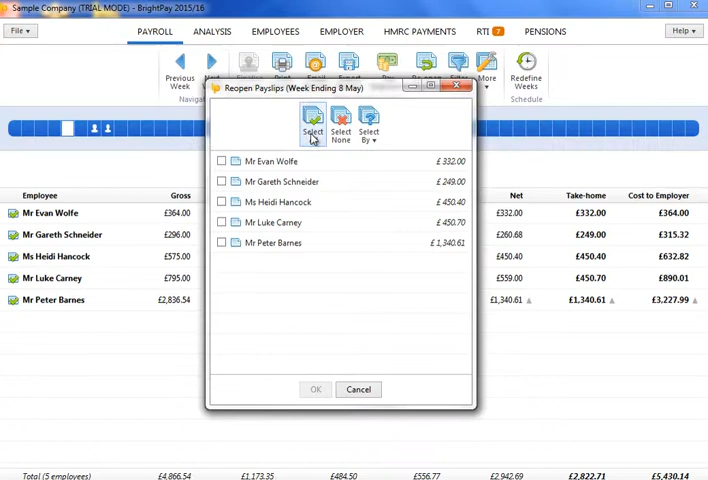 Sample Company (TRIAL MODE) - BrightPay 2015/16
File
PAYROLL ANALYSIS EMPLOYEES EMPLOYER HMRC PAYMENTS RTI 7 PENSIONS
Help
Previous Week
More
Redefine Weeks
Schedule
Reopen Payslips (Week Ending 8 May)
Select
Select None
Select By
Mr Evan Wolfe £ 332.00
Mr Gareth Schneider £ 249.00
Ms Heidi Hancock £ 450.40
Mr Luke Carney £ 450.70
Mr Peter Barnes £ 1,340.61
OK Cancel
Employee Gross Net Take-home Cost to Employer
Mr Evan Wolfe £364.00 £332.00 £332.00 £364.00
Mr Gareth Schneider £296.00 £260.68 £249.00 £315.32
Ms Heidi Hancock £575.00 £450.40 £450.40 £632.82
Mr Luke Carney £795.00 £559.00 £450.70 £890.01
Mr Peter Barnes £2,836.54 £1,340.61 £1,340.61 £3,227.99
Total (5 employees) £4,866.54 £1,173.35 £484.50 £556.77 £2,942.69 £2,822.71 £5,430.14